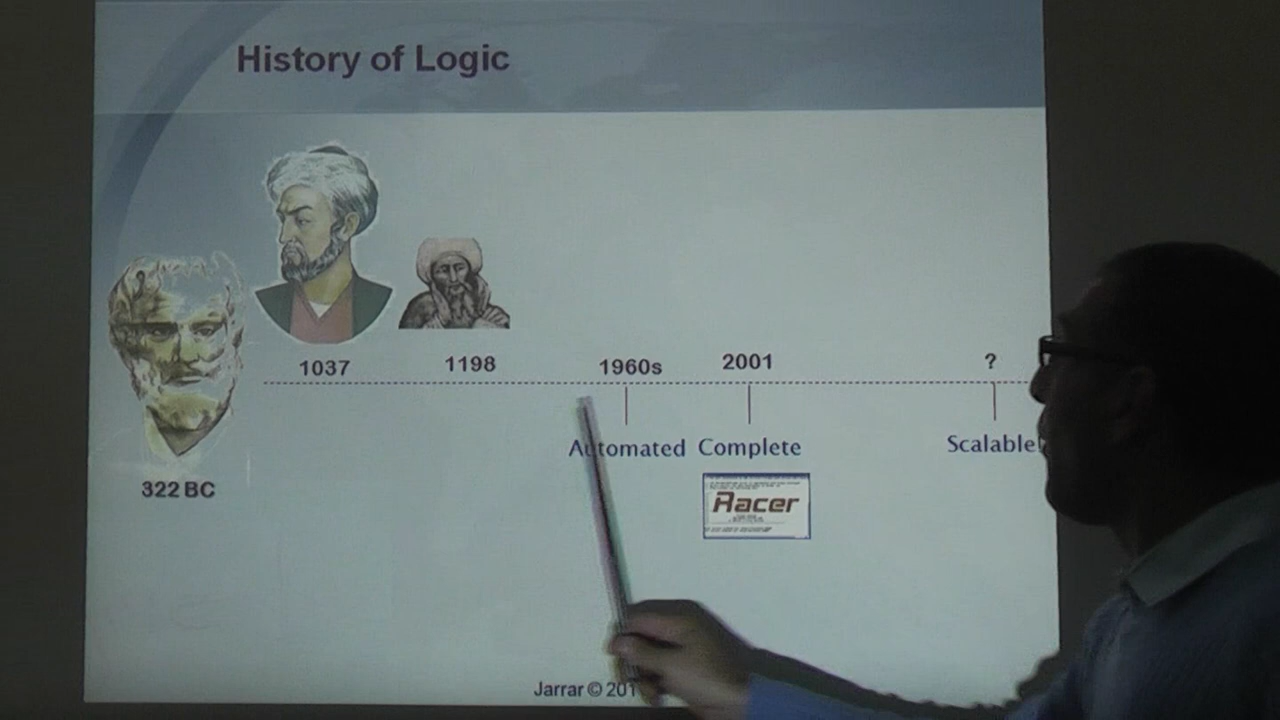 History of Logic
1037
1198
1960s
2001
?
Automated
Complete
Scalable
Racer
322 BC
Jarrar © 201